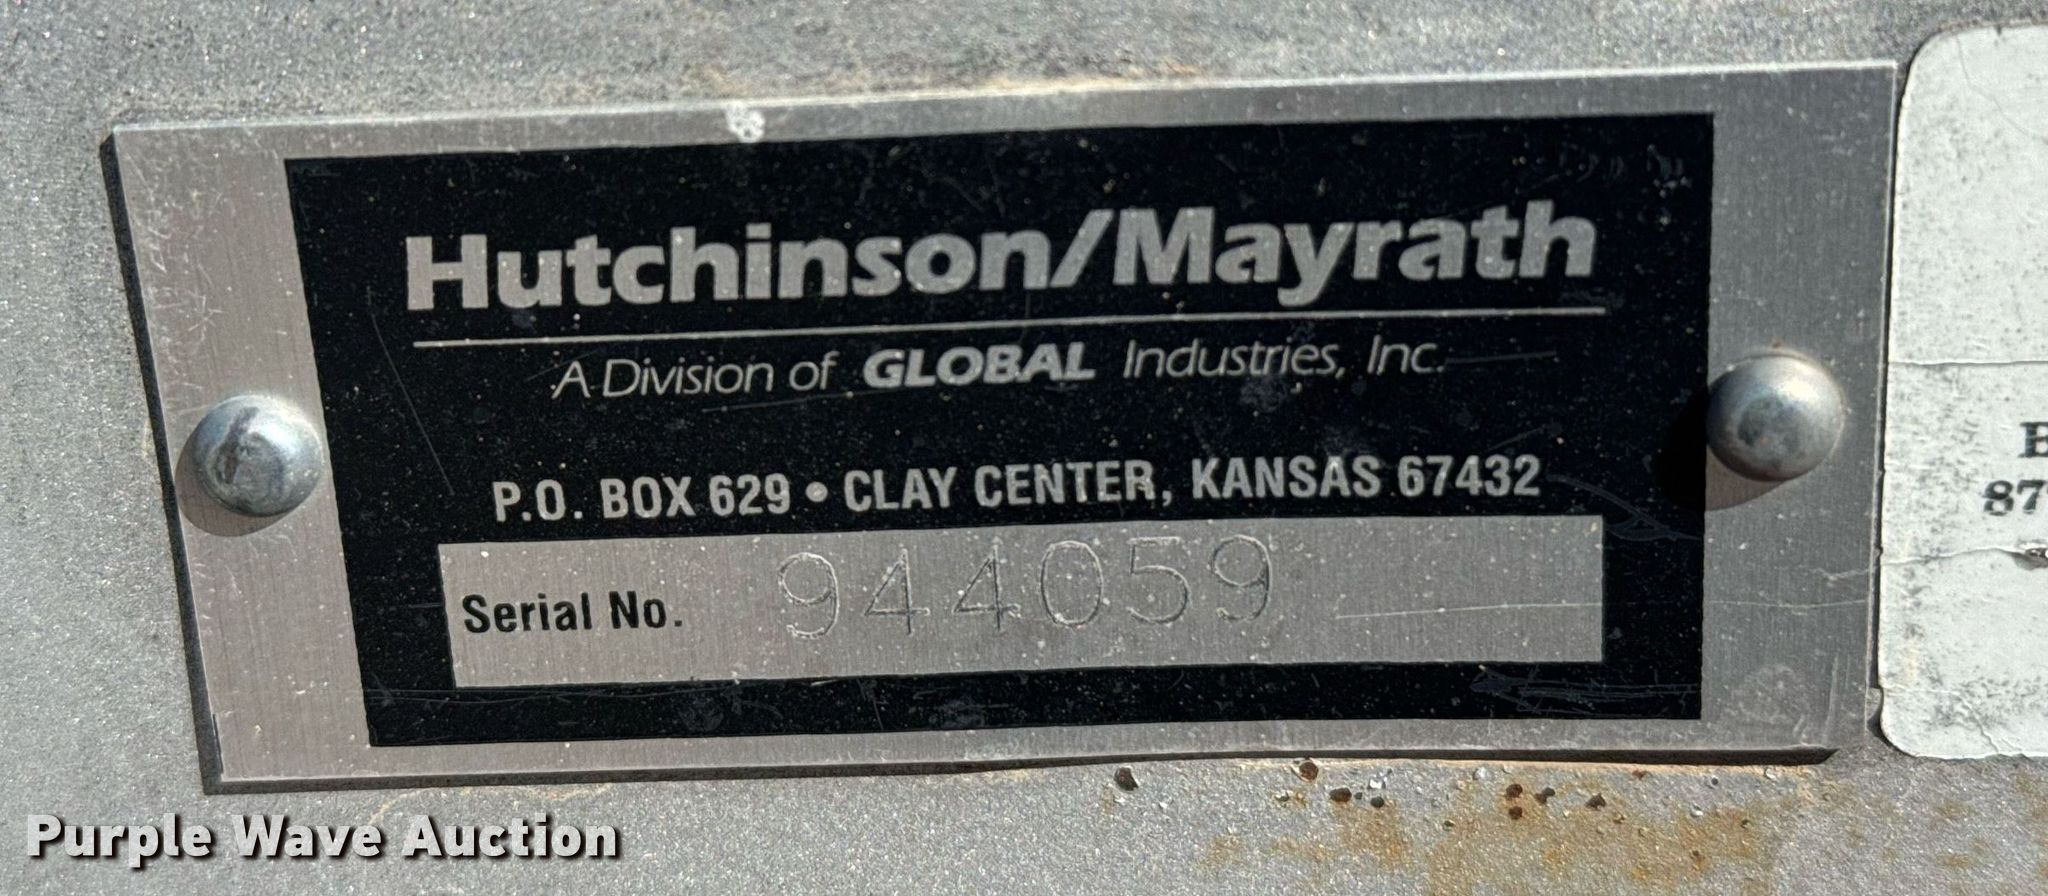 Hutchinson/Mayrath
A Division of GLOBAL Industries, Inc.
P.O. BOX 629 • CLAY CENTER, KANSAS 67432
Serial No. 944059
87
Purple Wave Auction